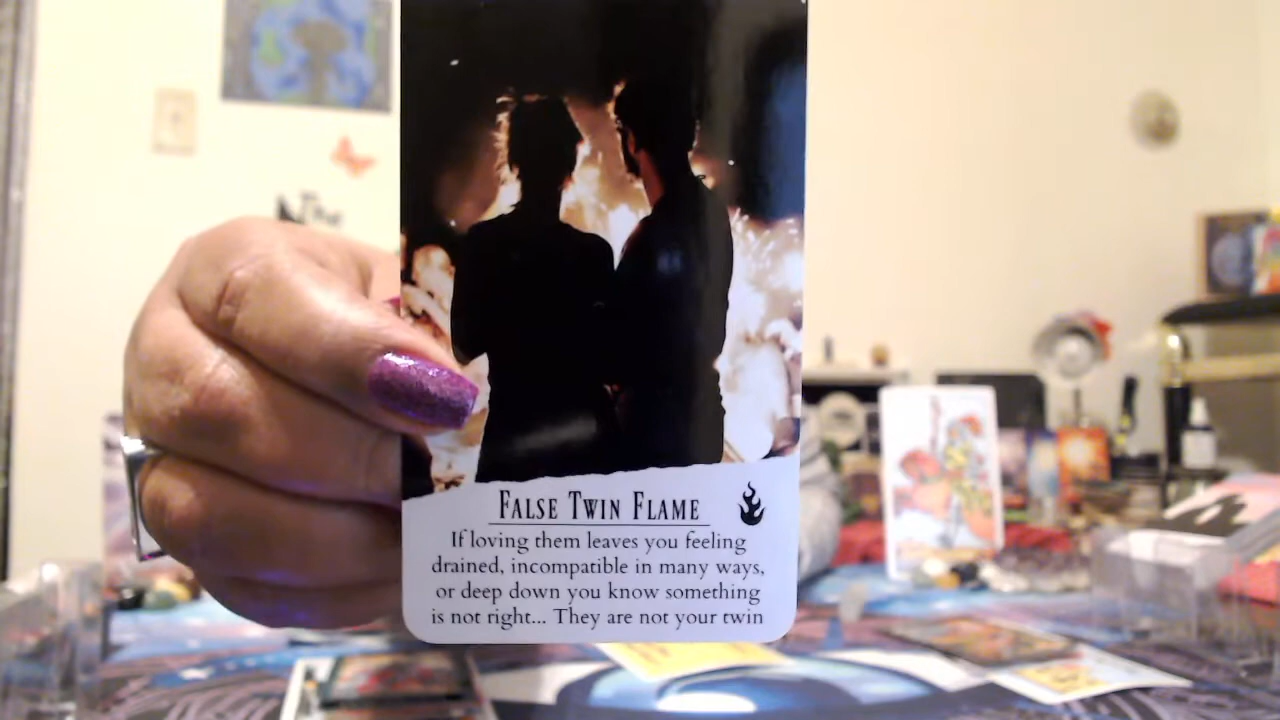 The
False Twin Flame
If loving them leaves you feeling
drained, incompatible in many ways,
or deep down you know something
is not right... They are not your twin